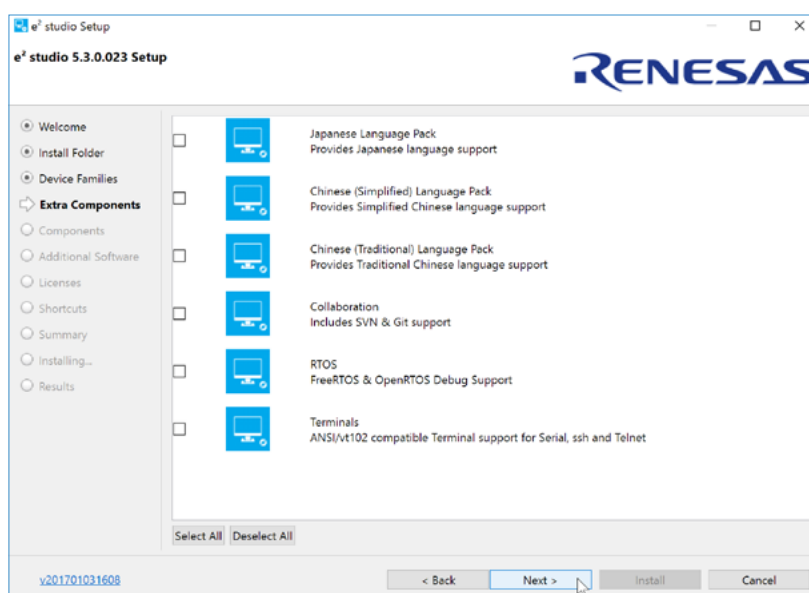 e² studio Setup
e² studio 5.3.0.023 Setup
RENESAS
Welcome
Install Folder
Device Families
Extra Components
Components
Additional Software
Licenses
Shortcuts
Summary
Installing...
Results
Japanese Language Pack
Provides Japanese language support
Chinese (Simplified) Language Pack
Provides Simplified Chinese language support
Chinese (Traditional) Language Pack
Provides Traditional Chinese language support
Collaboration
Includes SVN & Git support
RTOS
FreeRTOS & OpenRTOS Debug Support
Terminals
ANSI/vt102 compatible Terminal support for Serial, ssh and Telnet
Select All Deselect All
v201701031608 < Back Next > Install Cancel